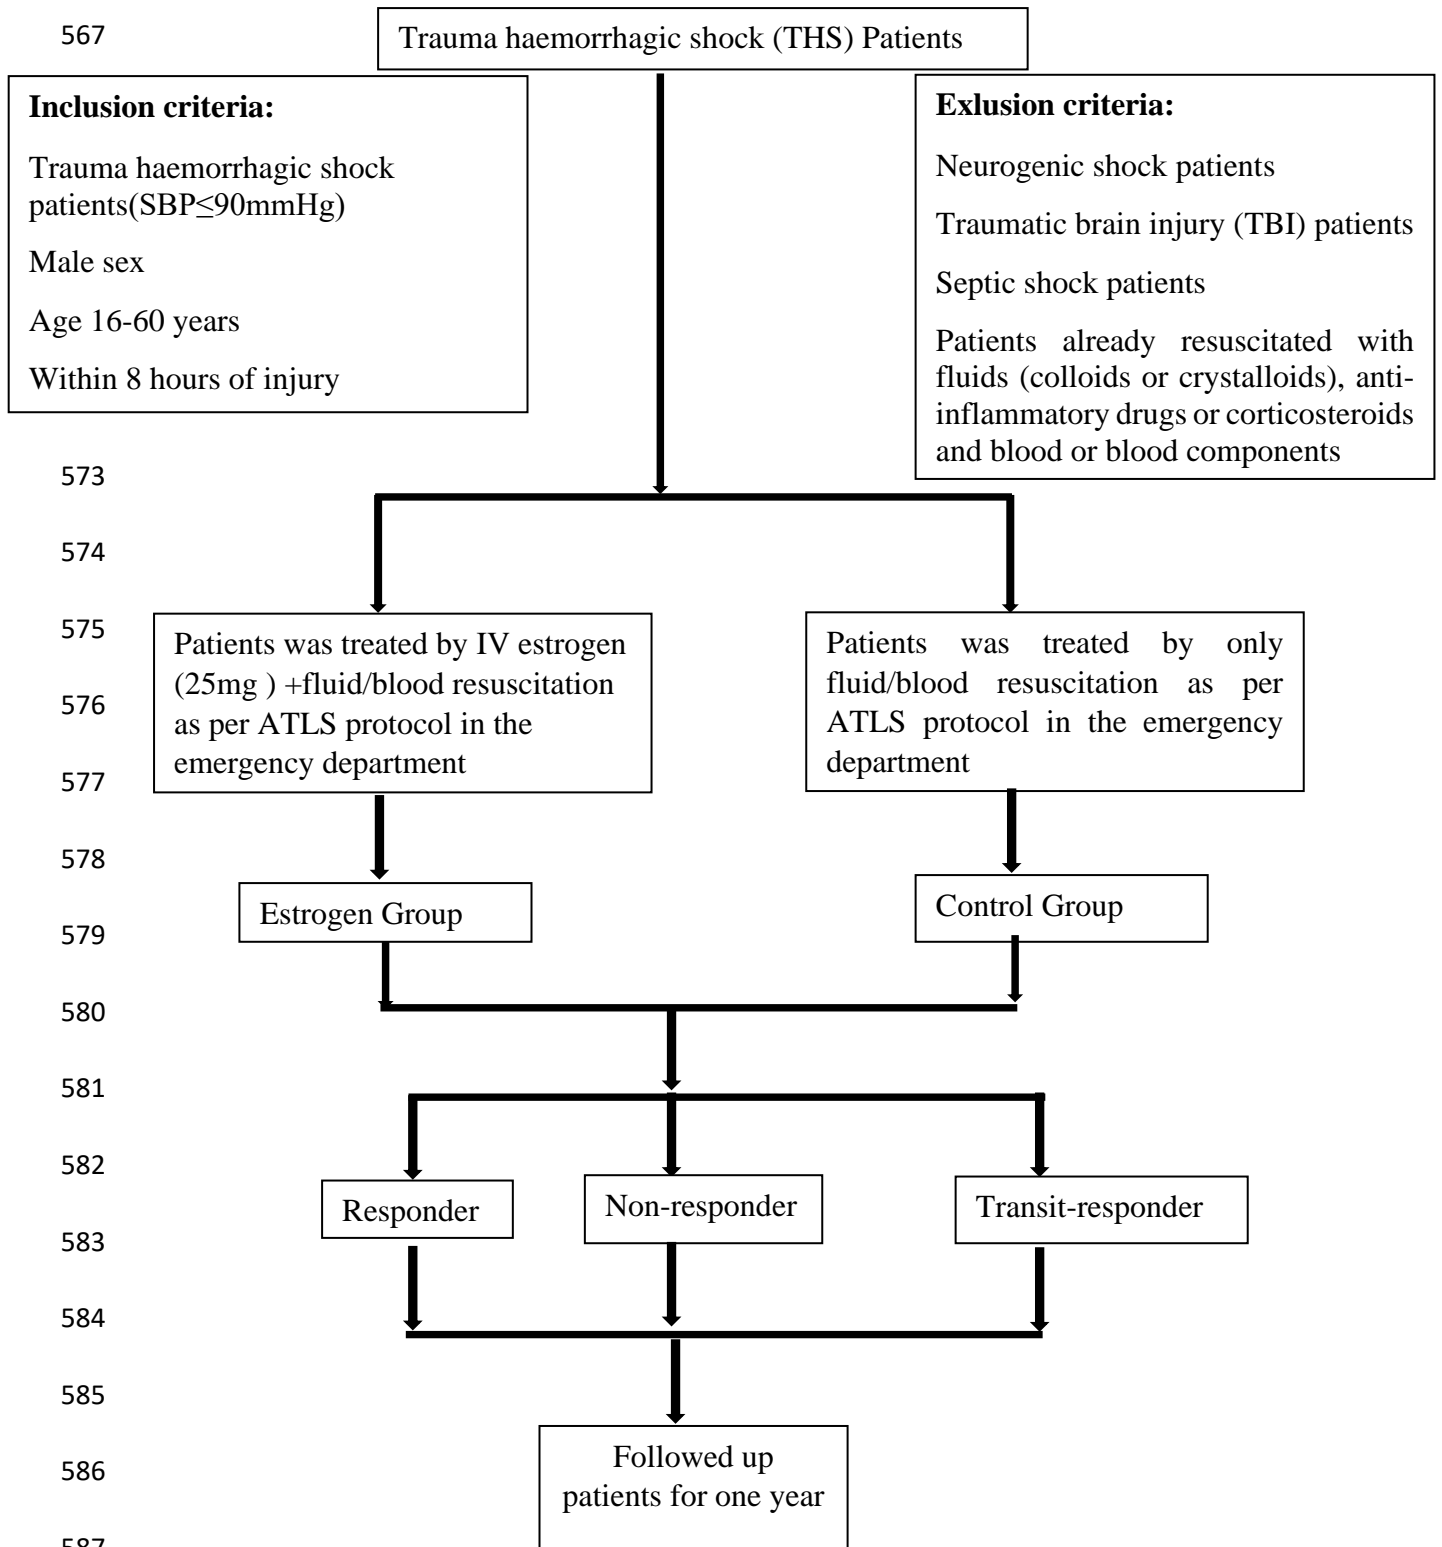 567
Trauma haemorrhagic shock (THS) Patients
Inclusion criteria:
Trauma haemorrhagic shock
patients(SBP≤90mmHg)
Male sex
Age 16-60 years
Within 8 hours of injury
Exlusion criteria:
Neurogenic shock patients
Traumatic brain injury (TBI) patients
Septic shock patients
Patients already resuscitated with
fluids (colloids or crystalloids), anti-
inflammatory drugs or corticosteroids
and blood or blood components
573
574
575
Patients was treated by IV estrogen
(25mg ) +fluid/blood resuscitation
as per ATLS protocol in the
emergency department
Patients was treated by only
fluid/blood resuscitation as per
ATLS protocol in the emergency
department
576
577
578
Estrogen Group
Control Group
579
580
581
582
Responder
Non-responder
Transit-responder
583
584
585
Followed up
patients for one year
586
587